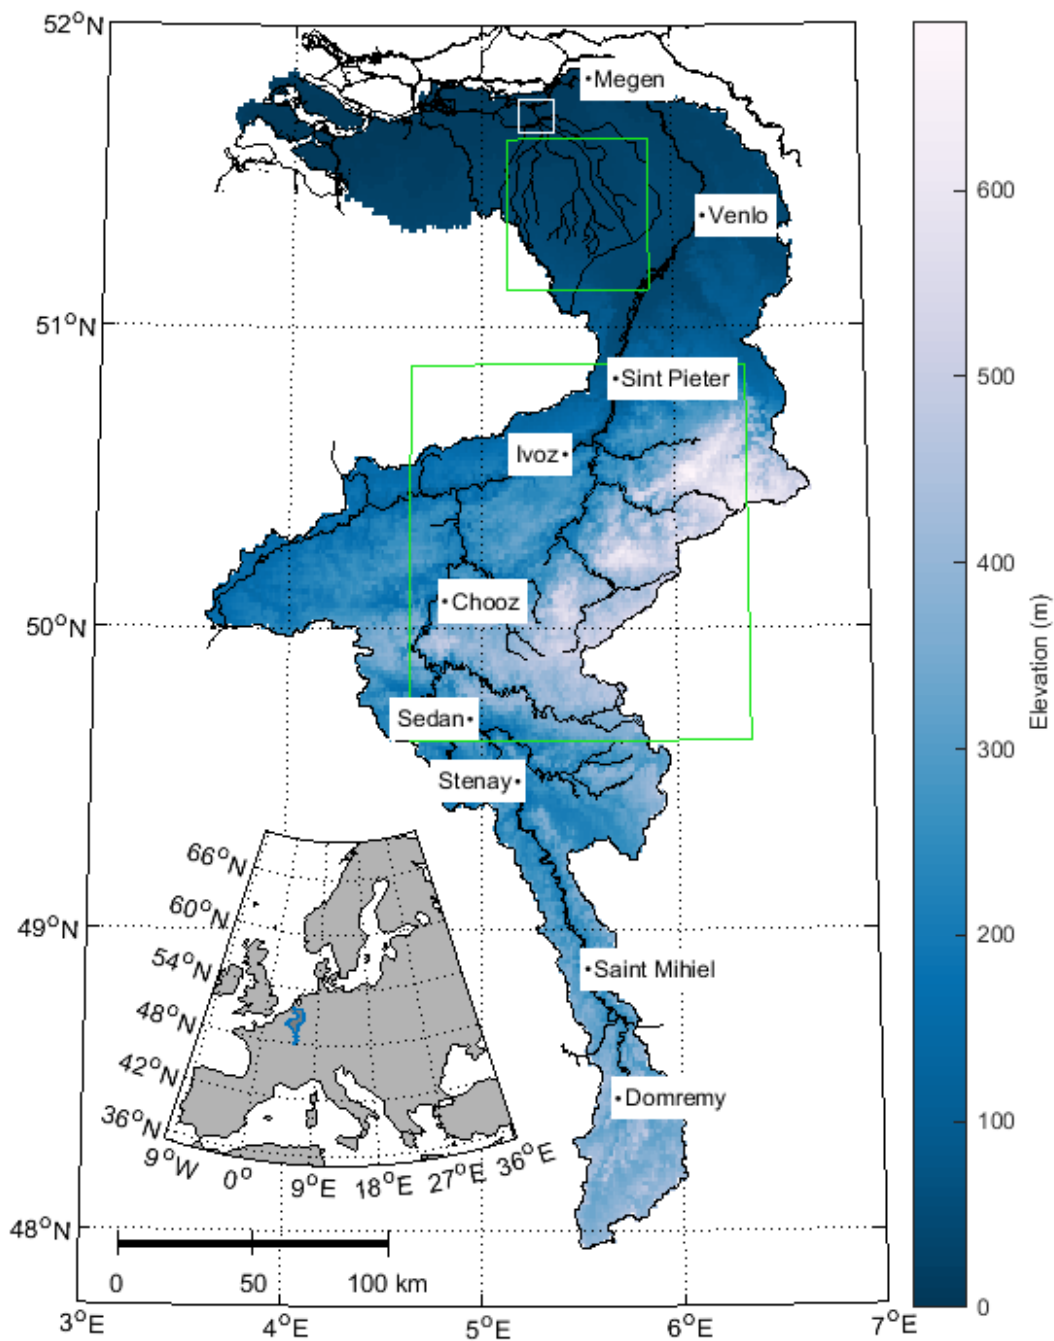 52°N
Megen
600
Venlo
51°N
500
Sint Pieter
Ivoz
400
Chooz
50°N
Elevation (m)
Sedan
300
Stenay
66°N
60°N
49°N
200
54°N
Saint Mihiel
48°N
42°N
Domremy
100
36°N
9°W
0°
9°E
18°E
27°E
36°E
48°N
0
50
100 km
0
3°E
4°E
5°E
6°E
7°E